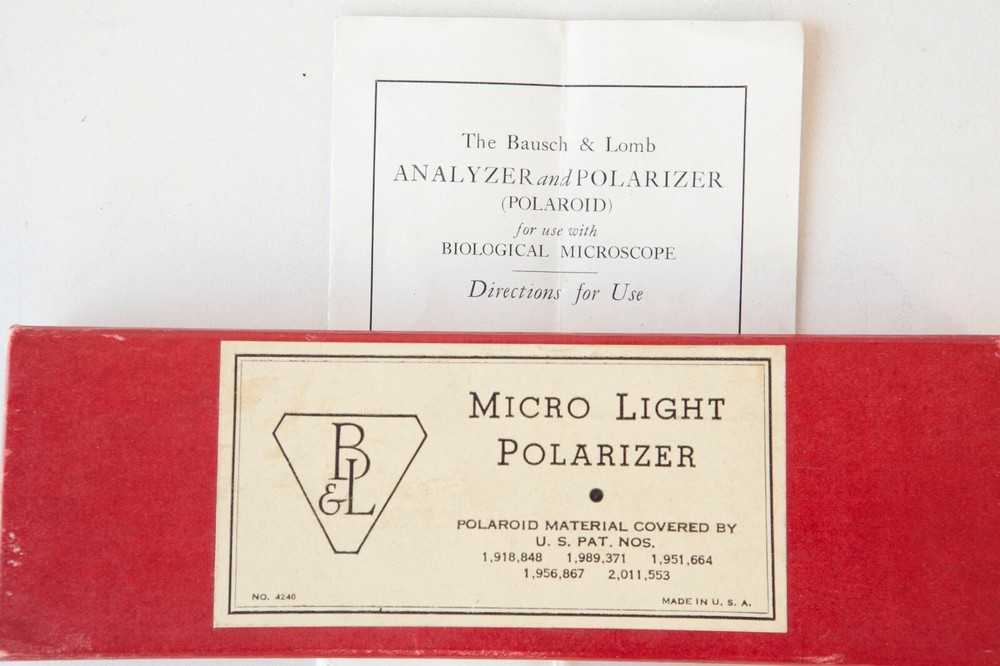 The Bausch & Lomb
ANALYZER and POLARIZER
(POLAROID)
for use with
BIOLOGICAL MICROSCOPE
Directions for Use
B&L
MICRO LIGHT
POLARIZER
POLAROID MATERIAL COVERED BY
U. S. PAT. NOS.
1,918,848 1,989,371 1,951,664
1,956,867 2,011,553
NO. 4240
MADE IN U. S. A.